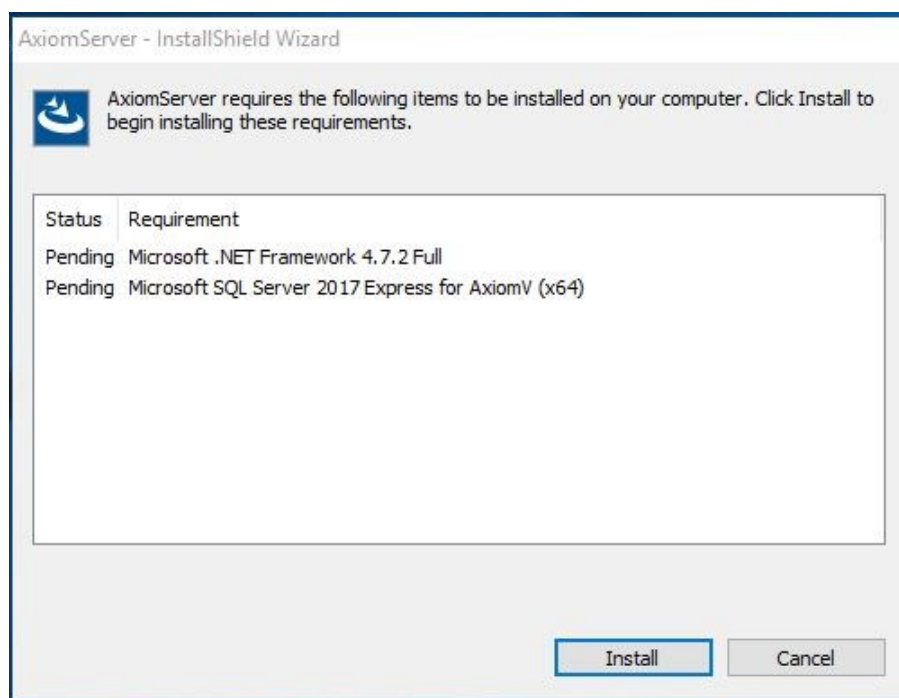 AxiomServer - InstallShield Wizard
AxiomServer requires the following items to be installed on your computer. Click Install to
begin installing these requirements.
Status Requirement
Pending Microsoft .NET Framework 4.7.2 Full
Pending Microsoft SQL Server 2017 Express for AxiomV (x64)
Install Cancel